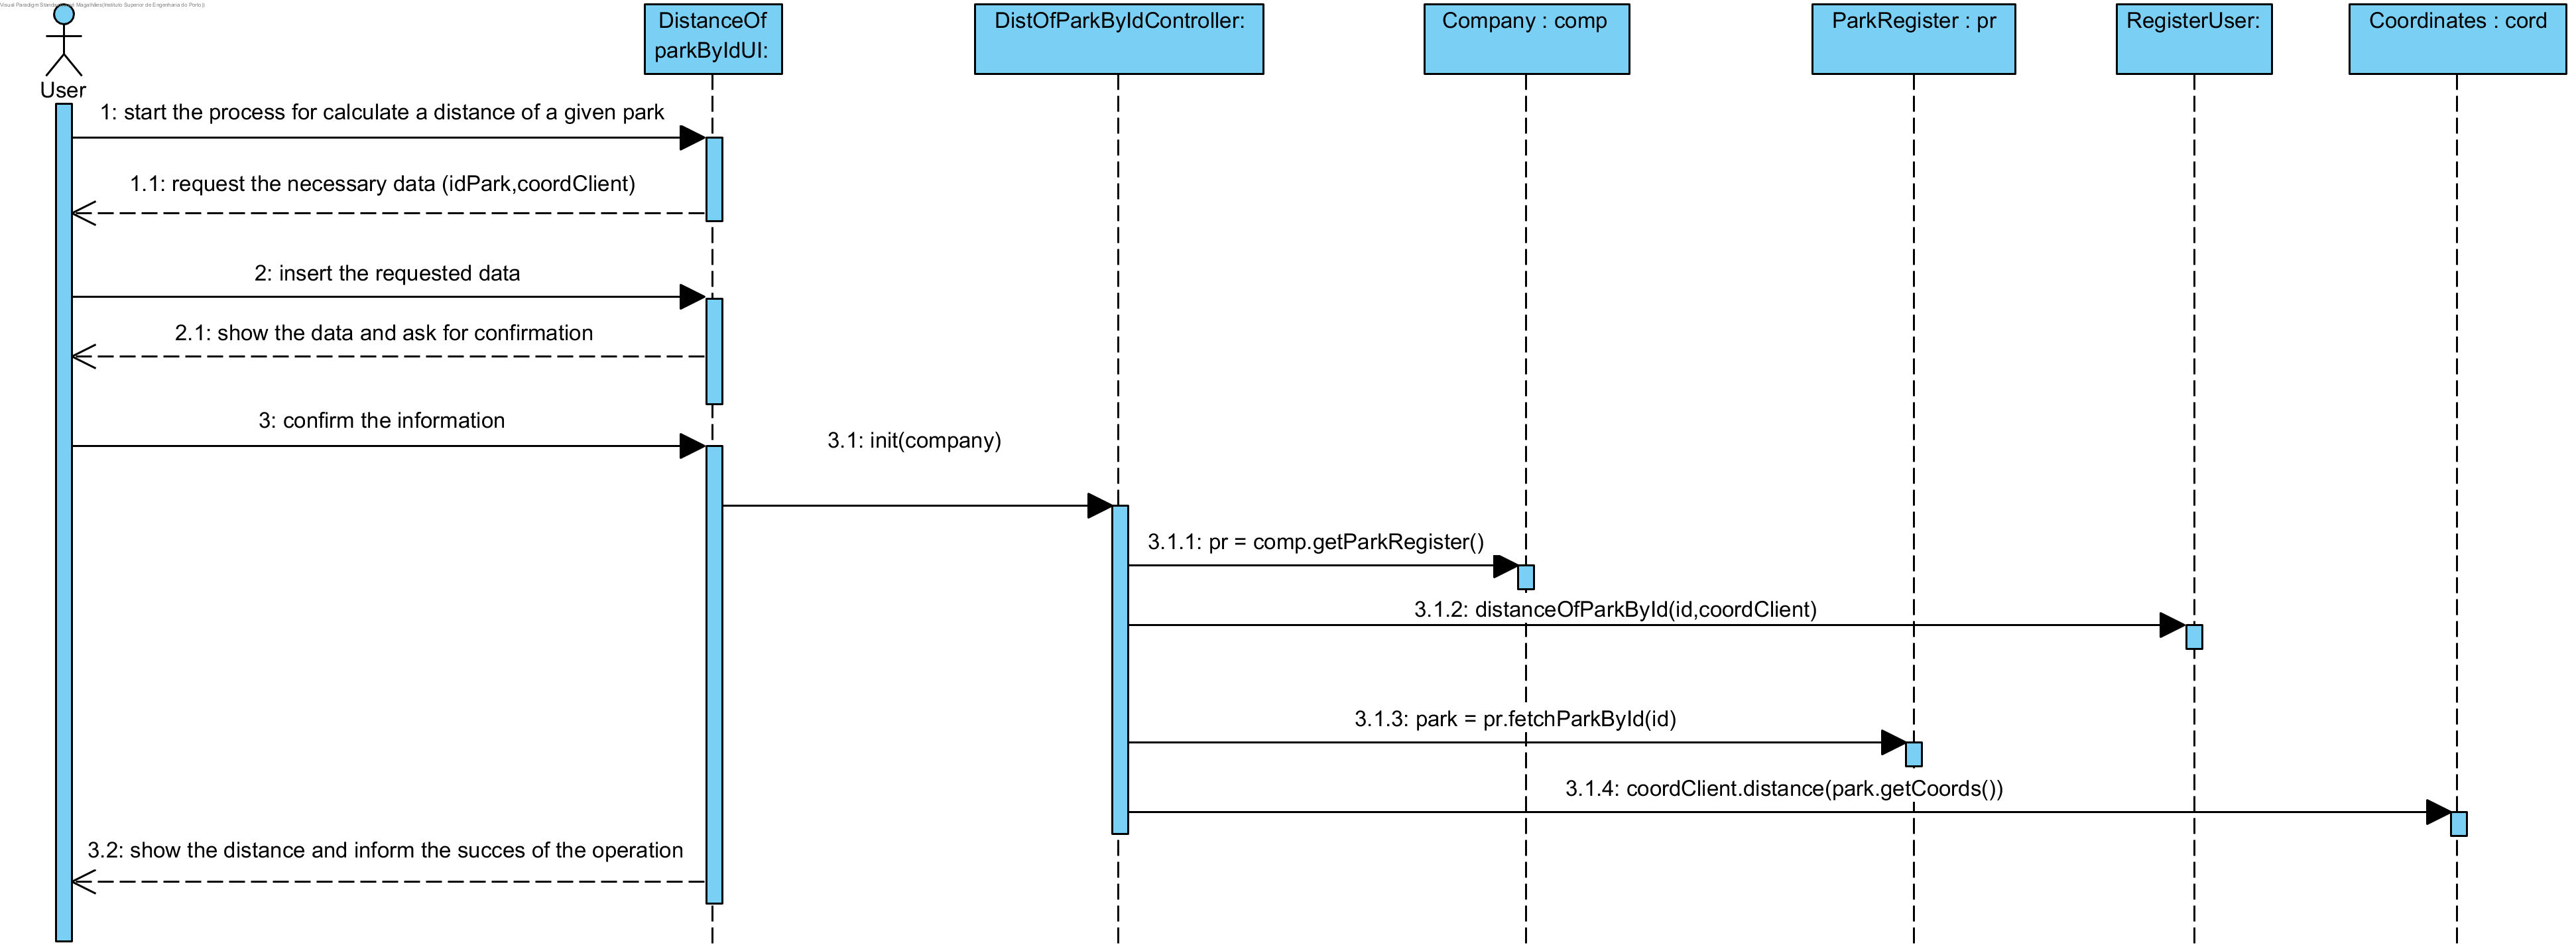 Visual Paradigm Standard
Magalhães(Instituto Superior de Engenharia do Porto)
DistanceOf
parkByIdUI:
DistOfParkByIdController:
Company : comp
ParkRegister : pr
RegisterUser:
Coordinates : cord
User
1: start the process for calculate a distance of a given park
1.1: request the necessary data (idPark,coordClient)
2: insert the requested data
2.1: show the data and ask for confirmation
3: confirm the information
3.1: init(company)
3.1.1: pr = comp.getParkRegister()
3.1.2: distanceOfParkById(id,coordClient)
3.1.3: park = pr.fetchParkById(id)
3.1.4: coordClient.distance(park.getCoords())
3.2: show the distance and inform the succes of the operation